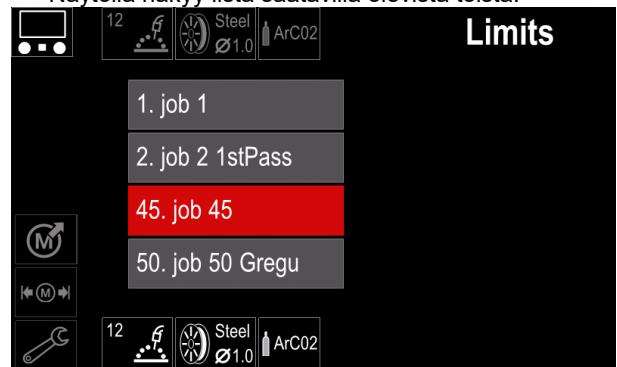 Näytöllä näkyy lista saatavilla olevista töistä.
12 Steel Ø1.0 ArC02
Limits
1. job 1
2. job 2 1stPass
45. job 45
50. job 50 Gregu
M
M
12 Steel Ø1.0 ArC02